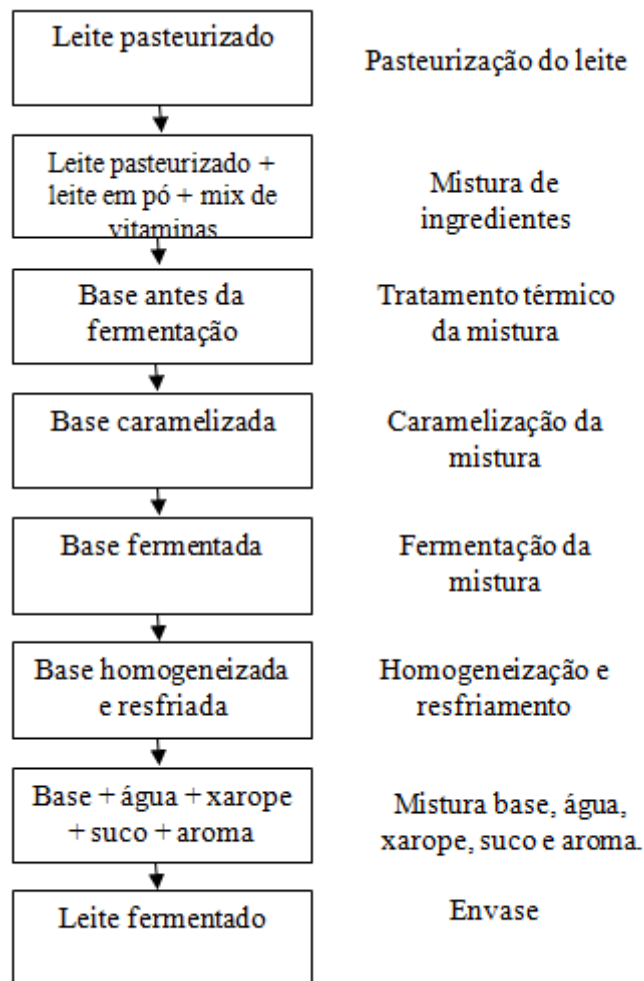 Leite pasteurizado
Pasteurização do leite
Leite pasteurizado +
leite em pó + mix de
vitaminas
Mistura de
ingredientes
Base antes da
fermentação
Tratamento térmico
da mistura
Base caramelizada
Caramelização da
mistura
Base fermentada
Fermentação da
mistura
Base homogeneizada
e resfriada
Homogeneização e
resfriamento
Base + água + xarope
+ suco + aroma
Mistura base, água,
xarope, suco e aroma.
Leite fermentado
Envase